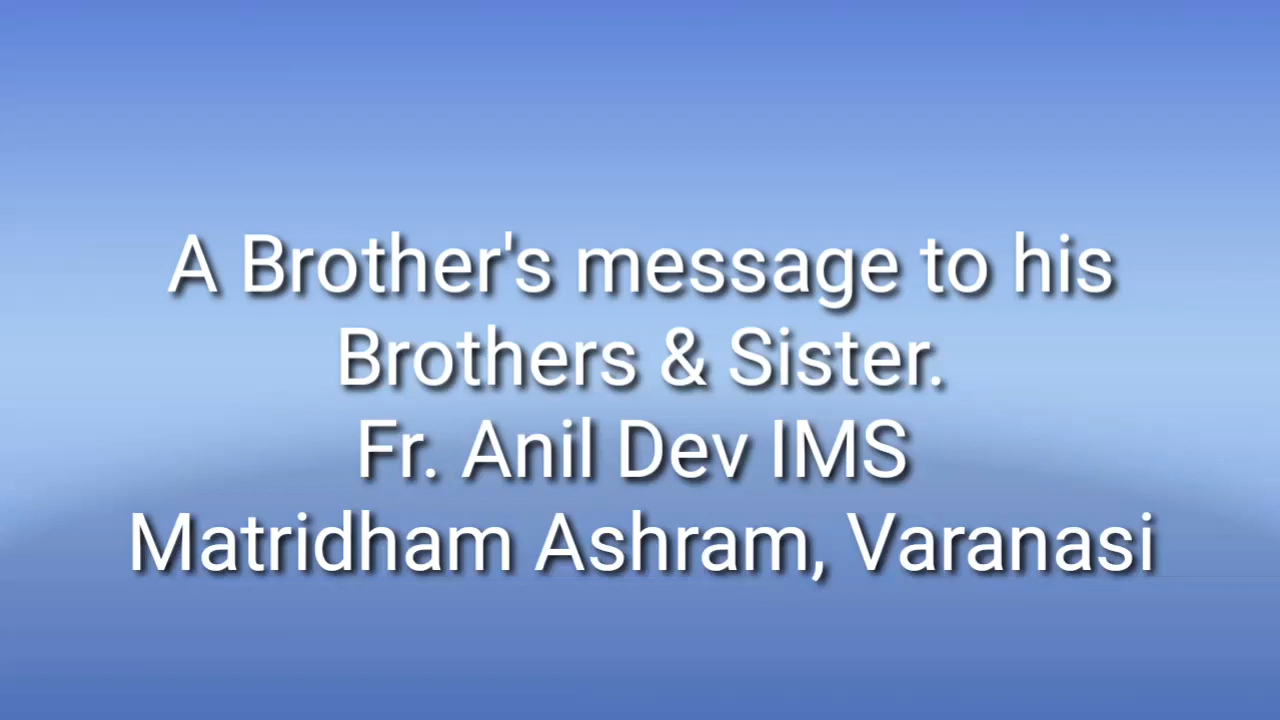 A Brother's message to his
Brothers & Sister.
Fr. Anil Dev IMS
Matridham Ashram, Varanasi